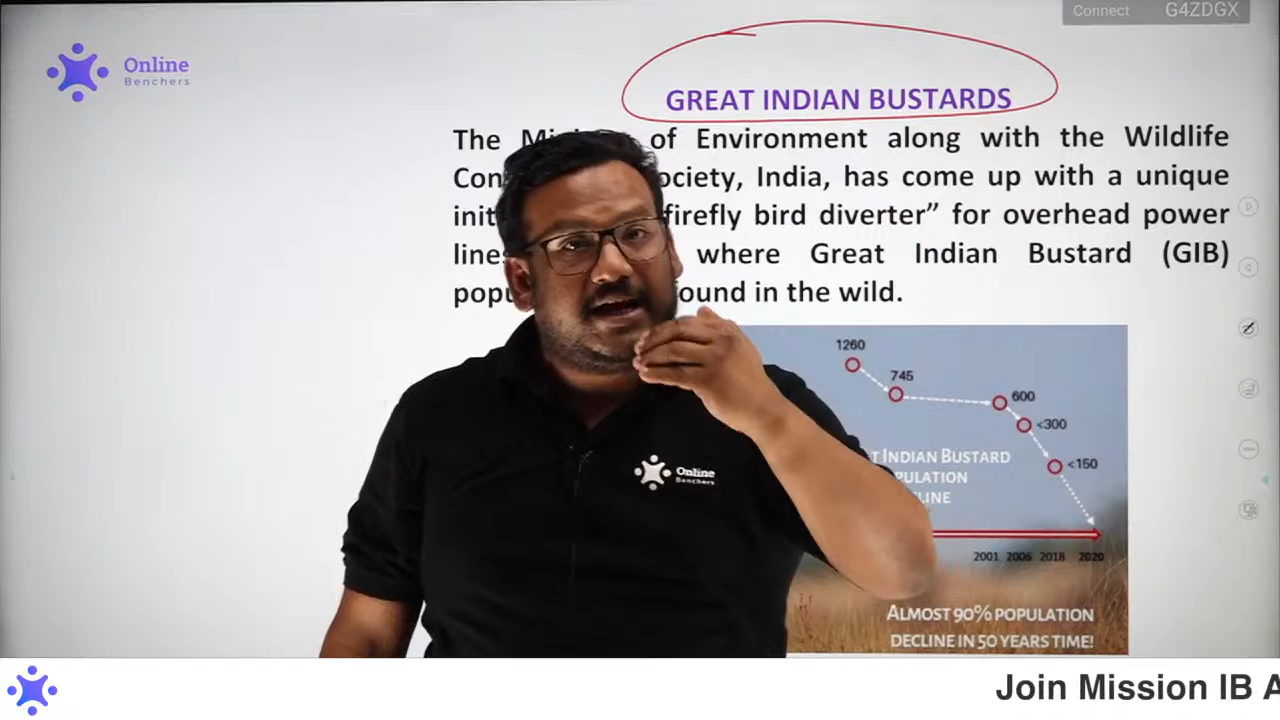 Connect G4ZDGX
Online
Benchers
GREAT INDIAN BUSTARDS
The of Environment along with the Wildlife
India, has come up with a unique
firefly bird diverter” for overhead power
where Great Indian Bustard (GIB)
in the wild.
1260
745
600
<300
<150
INDIAN BUSTARD
2001 2006 2018 2020
ALMOST 90% POPULATION
DECLINE IN 50 YEARS TIME!
Online
Benchers
Join Mission IB A